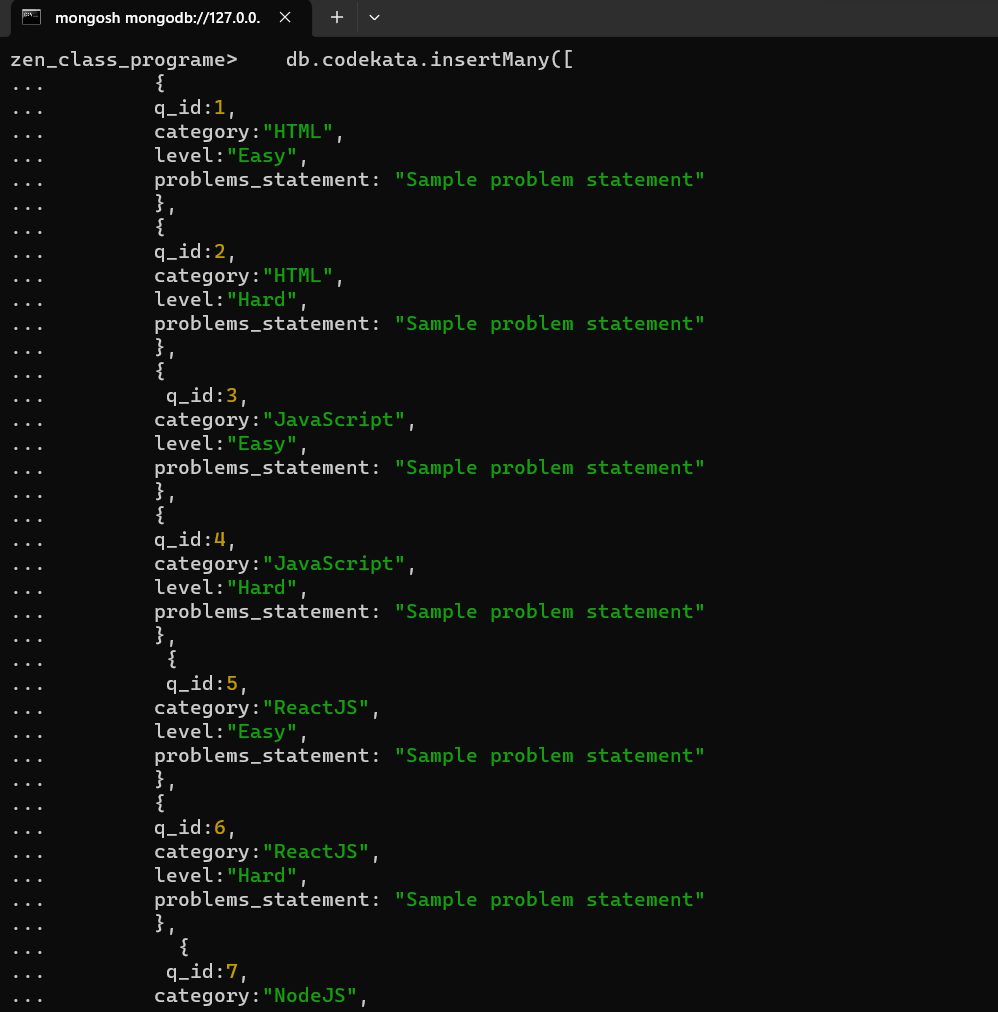 mongosh mongodb://127.0.0.
zen_class_programe>    db.codekata.insertMany([
...         {
...         q_id:1,
...         category:"HTML",
...         level:"Easy",
...         problems_statement: "Sample problem statement"
...         },
...         {
...         q_id:2,
...         category:"HTML",
...         level:"Hard",
...         problems_statement: "Sample problem statement"
...         },
...         {
...          q_id:3,
...         category:"JavaScript",
...         level:"Easy",
...         problems_statement: "Sample problem statement"
...         },
...         {
...         q_id:4,
...         category:"JavaScript",
...         level:"Hard",
...         problems_statement: "Sample problem statement"
...         },
...          {
...          q_id:5,
...         category:"ReactJS",
...         level:"Easy",
...         problems_statement: "Sample problem statement"
...         },
...         {
...         q_id:6,
...         category:"ReactJS",
...         level:"Hard",
...         problems_statement: "Sample problem statement"
...         },
...           {
...          q_id:7,
...         category:"NodeJS",